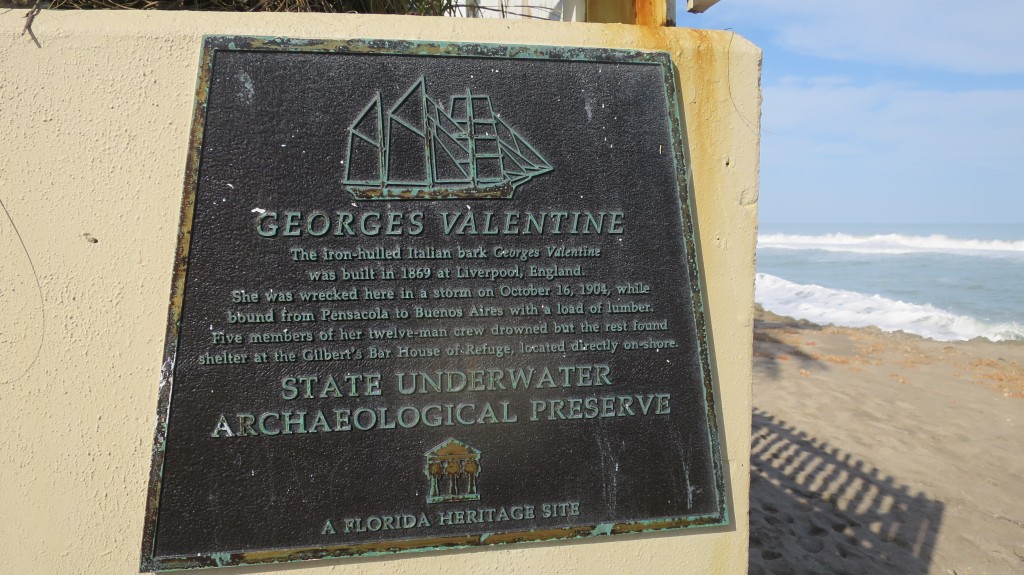 GEORGES VALENTINE
The iron-hulled Italian bark Georges Valentine
was built in 1869 at Liverpool, England.
She was wrecked here in a storm on October 16, 1904, while
bound from Pensacola to Buenos Aires with a load of lumber.
Five members of her twelve-man crew drowned but the rest found
shelter at the Gilbert's Bar House of Refuge, located directly on-shore.
STATE UNDERWATER
ARCHAEOLOGICAL PRESERVE
A FLORIDA HERITAGE SITE